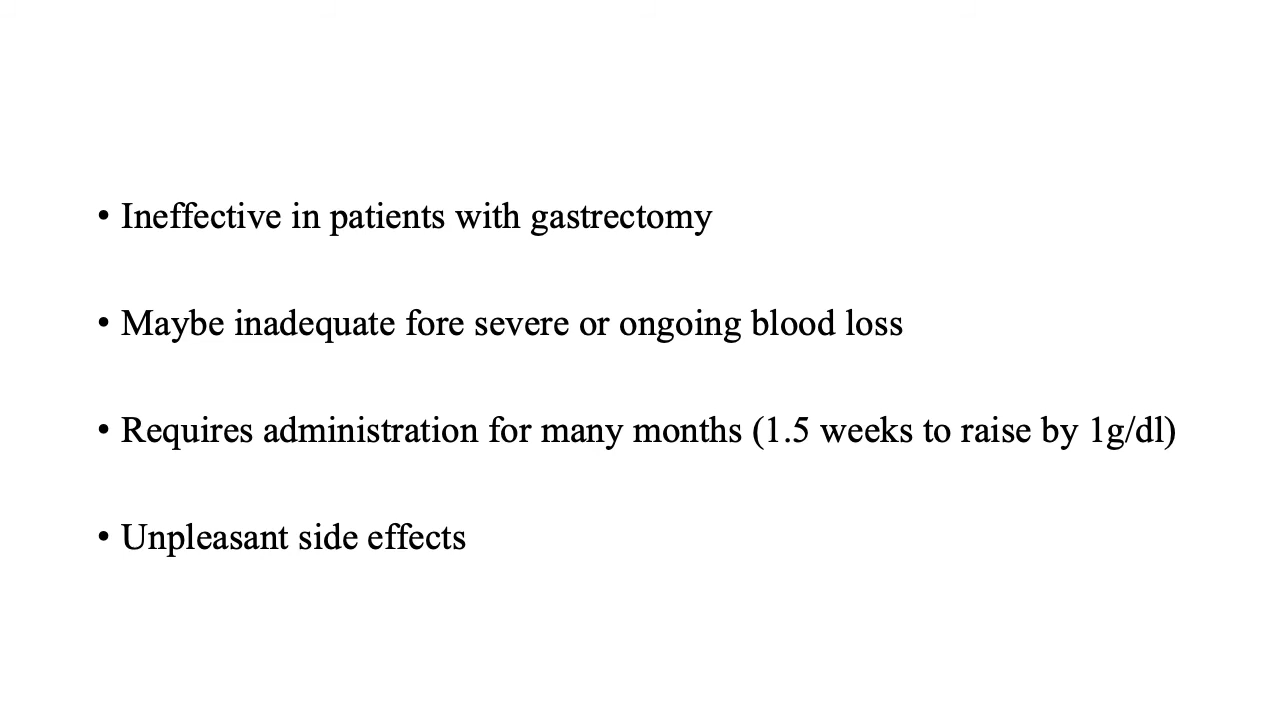 • Ineffective in patients with gastrectomy
• Maybe inadequate fore severe or ongoing blood loss
• Requires administration for many months (1.5 weeks to raise by 1g/dl)
• Unpleasant side effects